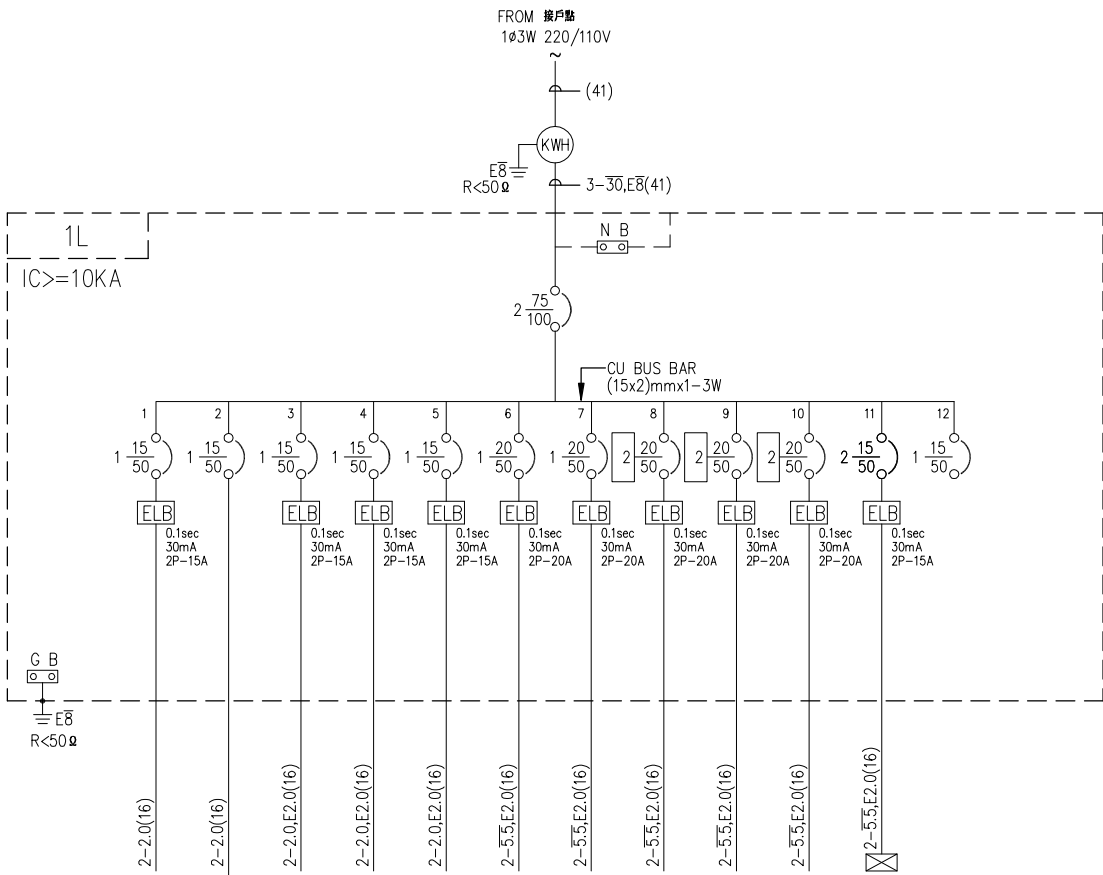 FROM 接戶點
1ø3W 220/110V
~
(41)
KWH
E8̅
R<50Ω
3-3̅0̅,E8̅(41)
1L
N B
IC>=10KA
2 75/100
CU BUS BAR
(15x2)mmx1-3W
1 2 3 4 5 6 7 8 9 10 11 12
1 15/50
1 15/50
1 15/50
1 15/50
1 15/50
1 20/50
1 20/50
2 20/50
2 20/50
2 20/50
2 15/50
1 15/50
ELB
0.1sec
30mA
2P-15A
ELB
0.1sec
30mA
2P-15A
ELB
0.1sec
30mA
2P-15A
ELB
0.1sec
30mA
2P-15A
ELB
0.1sec
30mA
2P-20A
ELB
0.1sec
30mA
2P-20A
ELB
0.1sec
30mA
2P-20A
ELB
0.1sec
30mA
2P-20A
ELB
0.1sec
30mA
2P-20A
ELB
0.1sec
30mA
2P-15A
G B
E8̅
R<50Ω
2-2.0(16)
2-2.0(16)
2-2.0,E2.0(16)
2-2.0,E2.0(16)
2-2.0,E2.0(16)
2-5̅.5̅,E2.0(16)
2-5̅.5̅,E2.0(16)
2-5̅.5̅,E2.0(16)
2-5̅.5̅,E2.0(16)
2-5̅.5̅,E2.0(16)
2-5̅.5̅,E2.0(16)